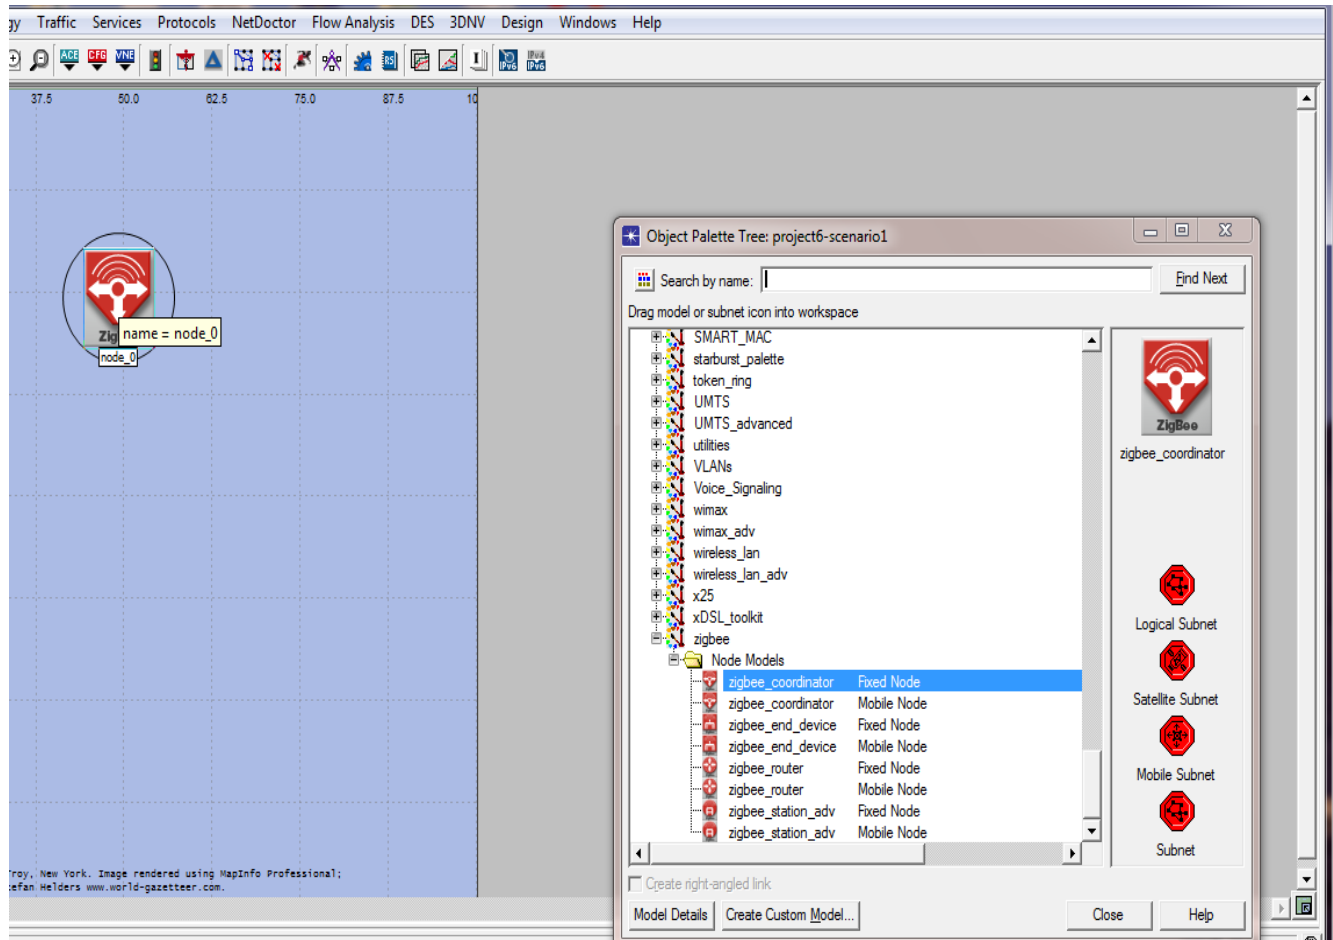 gy Traffic Services Protocols NetDoctor Flow Analysis DES 3DNV Design Windows Help
ACE CFG VNE IPv6 IPv4 IPv6
37.5 50.0 62.5 75.0 87.5 10
Object Palette Tree: project6-scenario1
Search by name: Find Next
Drag model or subnet icon into workspace
SMART_MAC
starburst_palette
token_ring
UMTS
UMTS_advanced
utilities
VLANs
Voice_Signaling
wimax
wimax_adv
wireless_lan
wireless_lan_adv
x25
xDSL_toolkit
zigbee
Node Models
zigbee_coordinator Fixed Node
zigbee_coordinator Mobile Node
zigbee_end_device Fixed Node
zigbee_end_device Mobile Node
zigbee_router Fixed Node
zigbee_router Mobile Node
zigbee_station_adv Fixed Node
zigbee_station_adv Mobile Node
ZigBee
zigbee_coordinator
Logical Subnet
Satellite Subnet
Mobile Subnet
Subnet
Create right-angled link
Model Details Create Custom Model... Close Help
Zig name = node_0
node_0
Troy, New York. Image rendered using MapInfo Professional;
tefan Helders www.world-gazetteer.com.